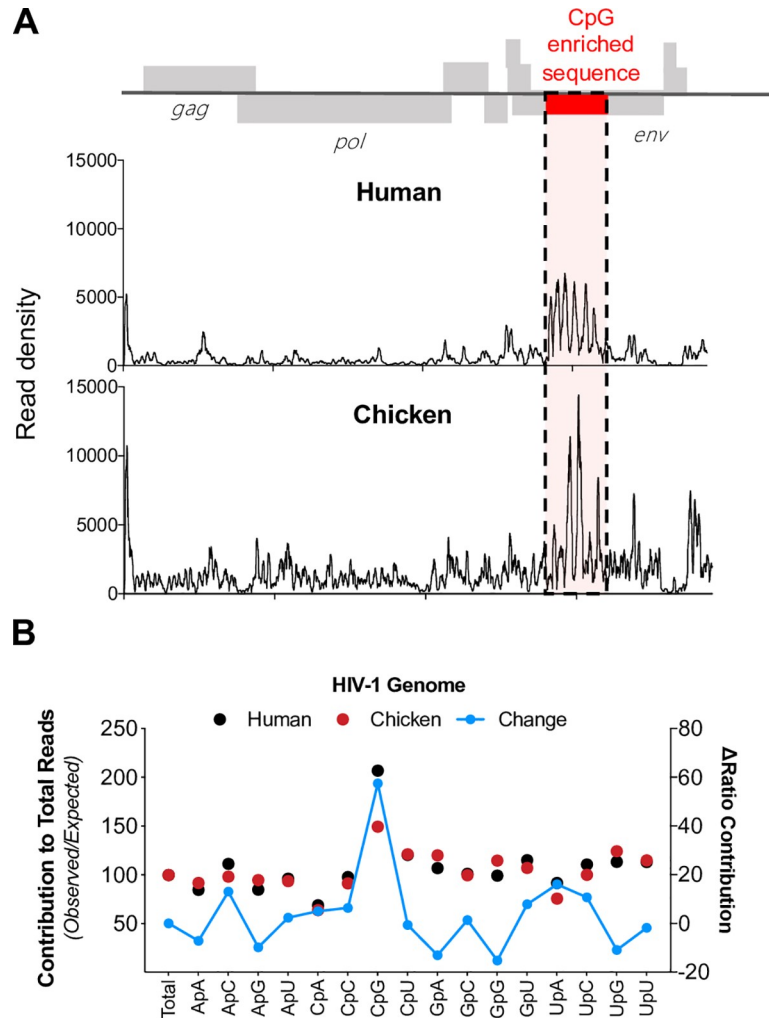 A
CpG
enriched
sequence
gag
pol
env
Read density
15000
10000
5000
0
Human
15000
10000
5000
0
Chicken
B
HIV-1 Genome
Human Chicken Change
Contribution to Total Reads
(Observed/Expected)
250
200
150
100
50
80
60
40
20
0
-20
ΔRatio Contribution
Total ApA ApC ApG ApU CpA CpC CpG CpU GpA GpC GpG GpU UpA UpC UpG UpU